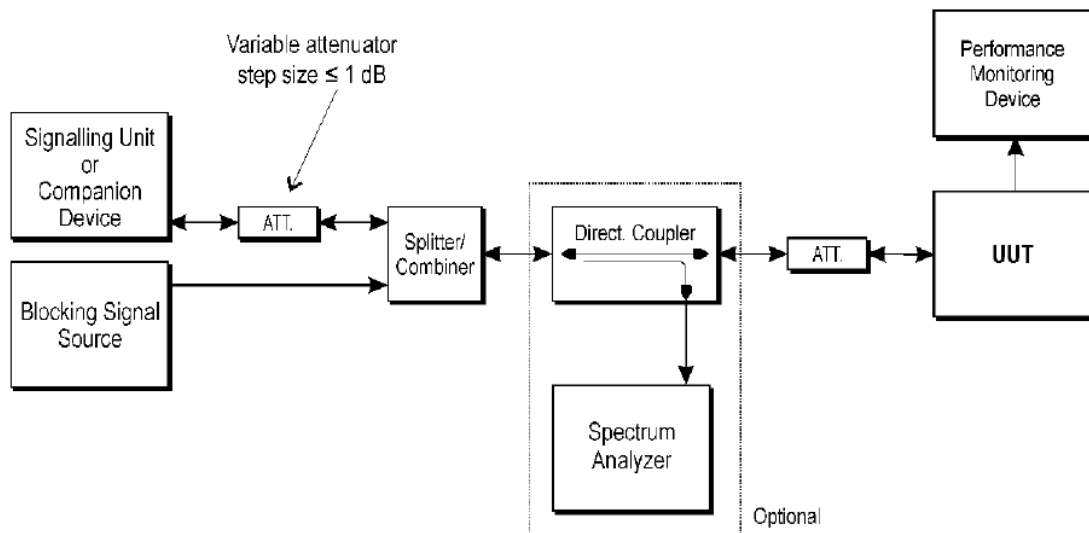 Variable attenuator
step size ≤ 1 dB
Performance
Monitoring
Device
Signalling Unit
or
Companion
Device
ATT.
Splitter/
Combiner
Direct. Coupler
ATT.
UUT
Blocking Signal
Source
Spectrum
Analyzer
Optional